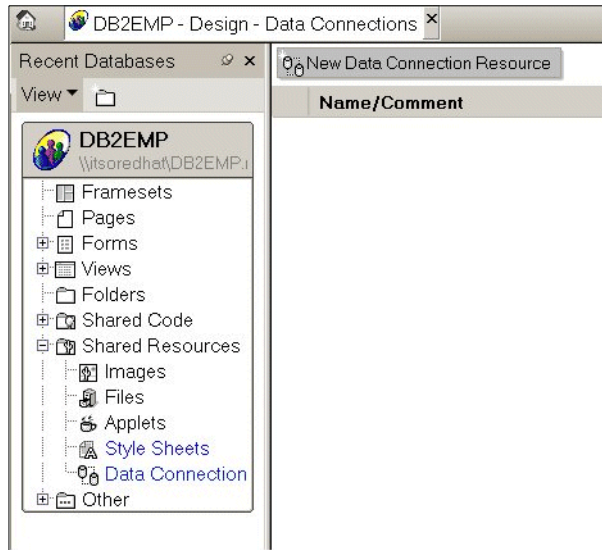 DB2EMP - Design - Data Connections
Recent Databases
New Data Connection Resource
View
Name/Comment
DB2EMP
\\itsoredhat\DB2EMP.
Framesets
Pages
Forms
Views
Folders
Shared Code
Shared Resources
Images
Files
Applets
Style Sheets
Data Connection
Other